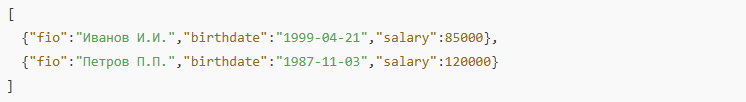 [
{"fio":"Иванов И.И.","birthdate":"1999-04-21","salary":85000},
{"fio":"Петров П.П.","birthdate":"1987-11-03","salary":120000}
]